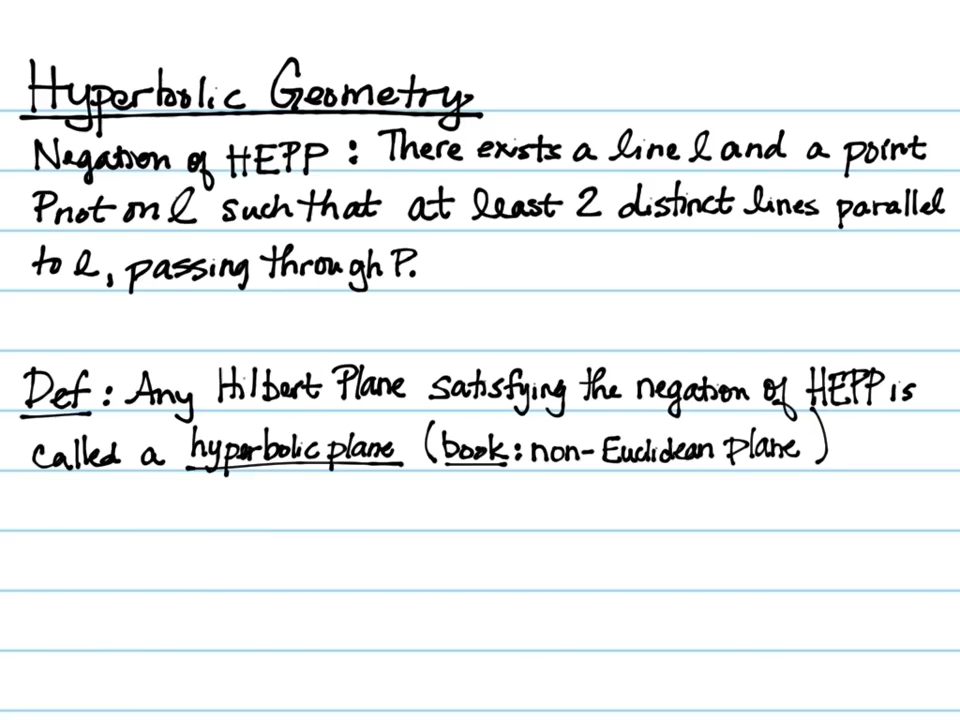 Hyperbolic Geometry
Negation of HEPP : There exists a line l and a point
P not on l such that at least 2 distinct lines parallel
to l, passing through P.
Def : Any Hilbert Plane satisfying the negation of HEPP is
called a hyperbolic plane (book : non-Euclidean plane)